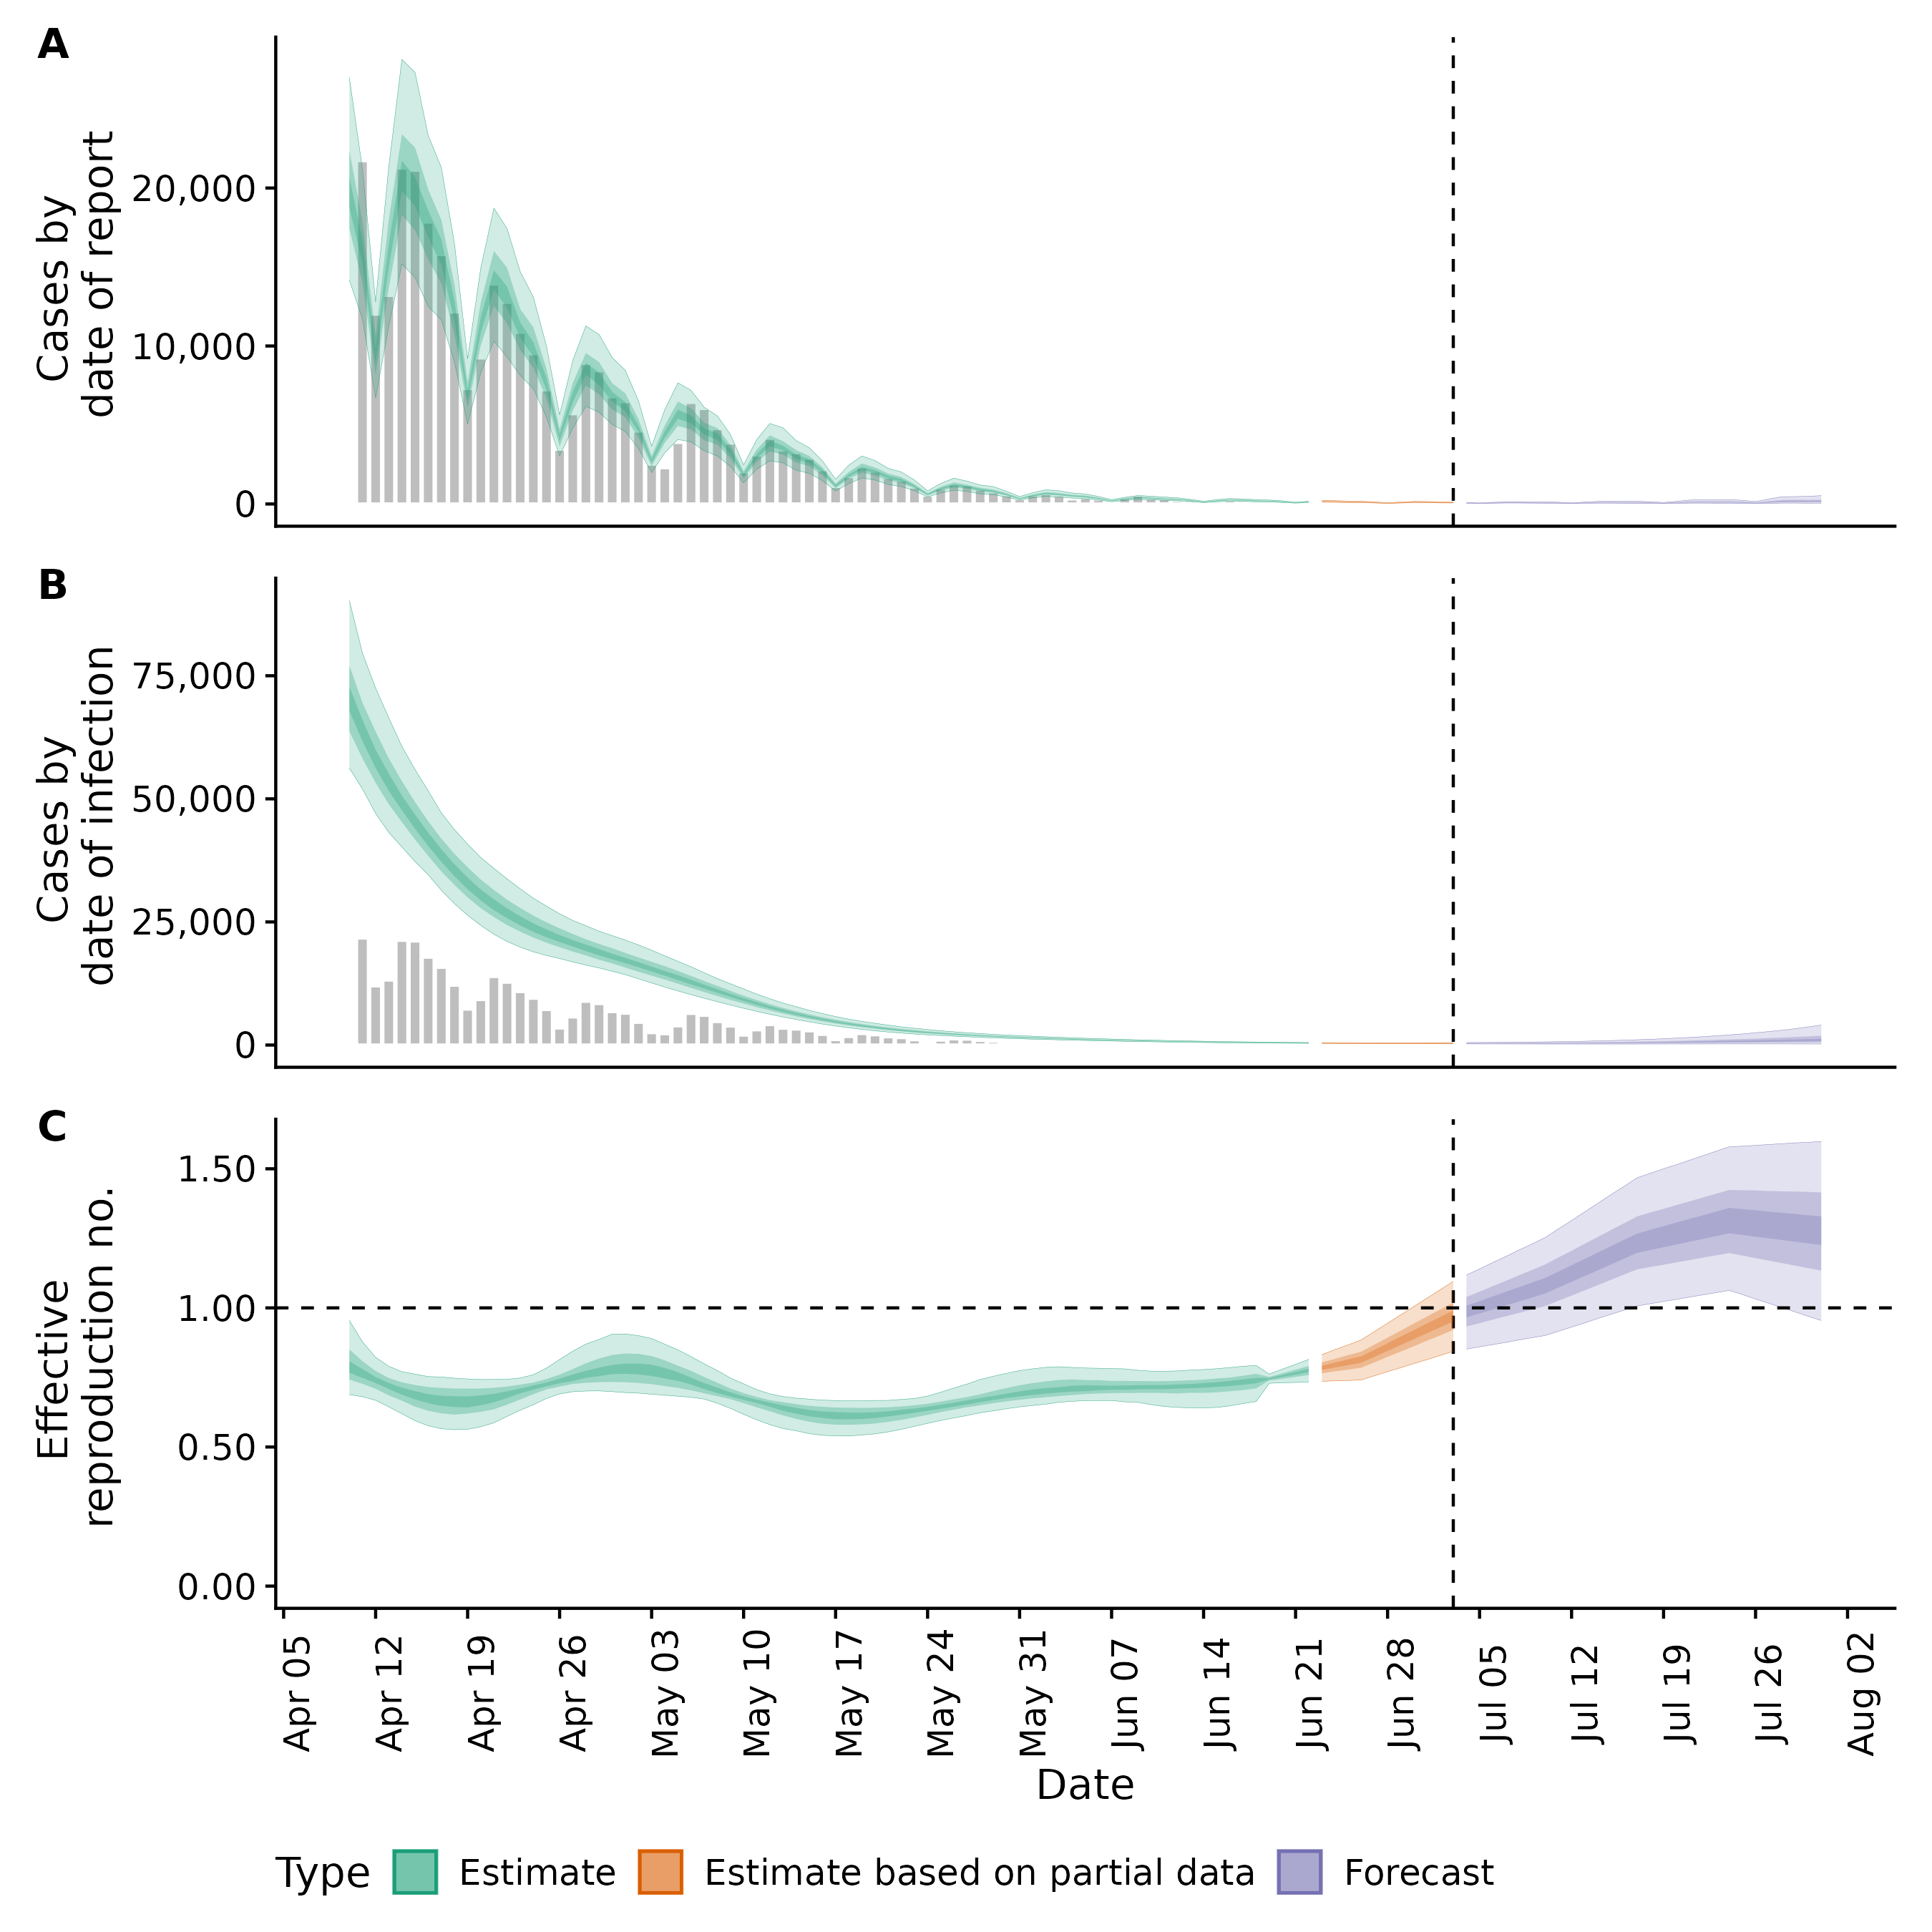 A
Cases by
date of report
20,000
10,000
0
B
Cases by
date of infection
75,000
50,000
25,000
0
C
Effective
reproduction no.
1.50
1.00
0.50
0.00
Apr 05
Apr 12
Apr 19
Apr 26
May 03
May 10
May 17
May 24
May 31
Jun 07
Jun 14
Jun 21
Jun 28
Jul 05
Jul 12
Jul 19
Jul 26
Aug 02
Date
Type Estimate Estimate based on partial data Forecast